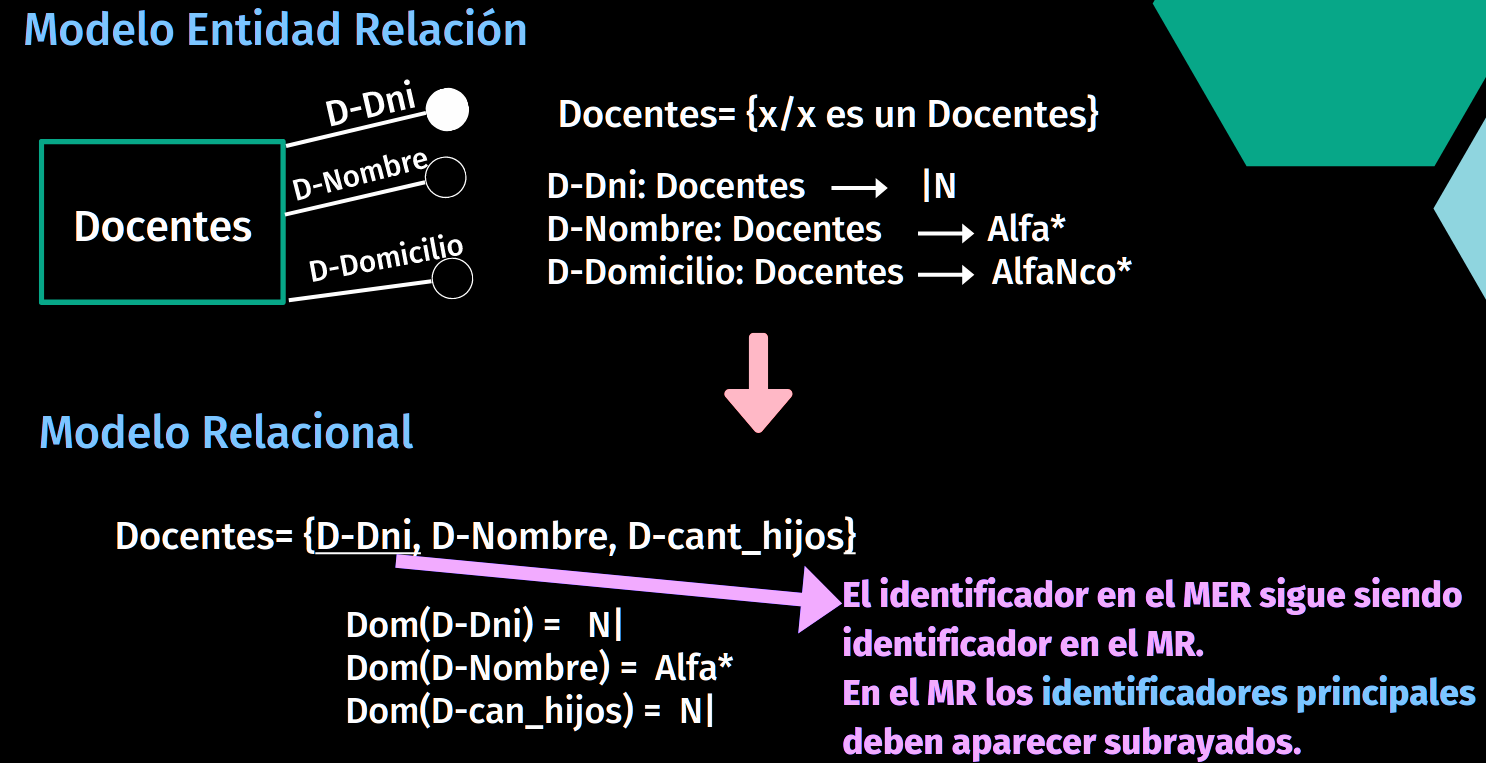 Modelo Entidad Relación
D-Dni
D-Nombre
D-Domicilio
Docentes
Docentes= {x/x es un Docentes}
D-Dni: Docentes → |N
D-Nombre: Docentes → Alfa*
D-Domicilio: Docentes → AlfaNco*
Modelo Relacional
Docentes= {D-Dni, D-Nombre, D-cant_hijos}
Dom(D-Dni) = N|
Dom(D-Nombre) = Alfa*
Dom(D-can_hijos) = N|
El identificador en el MER sigue siendo
identificador en el MR.
En el MR los identificadores principales
deben aparecer subrayados.